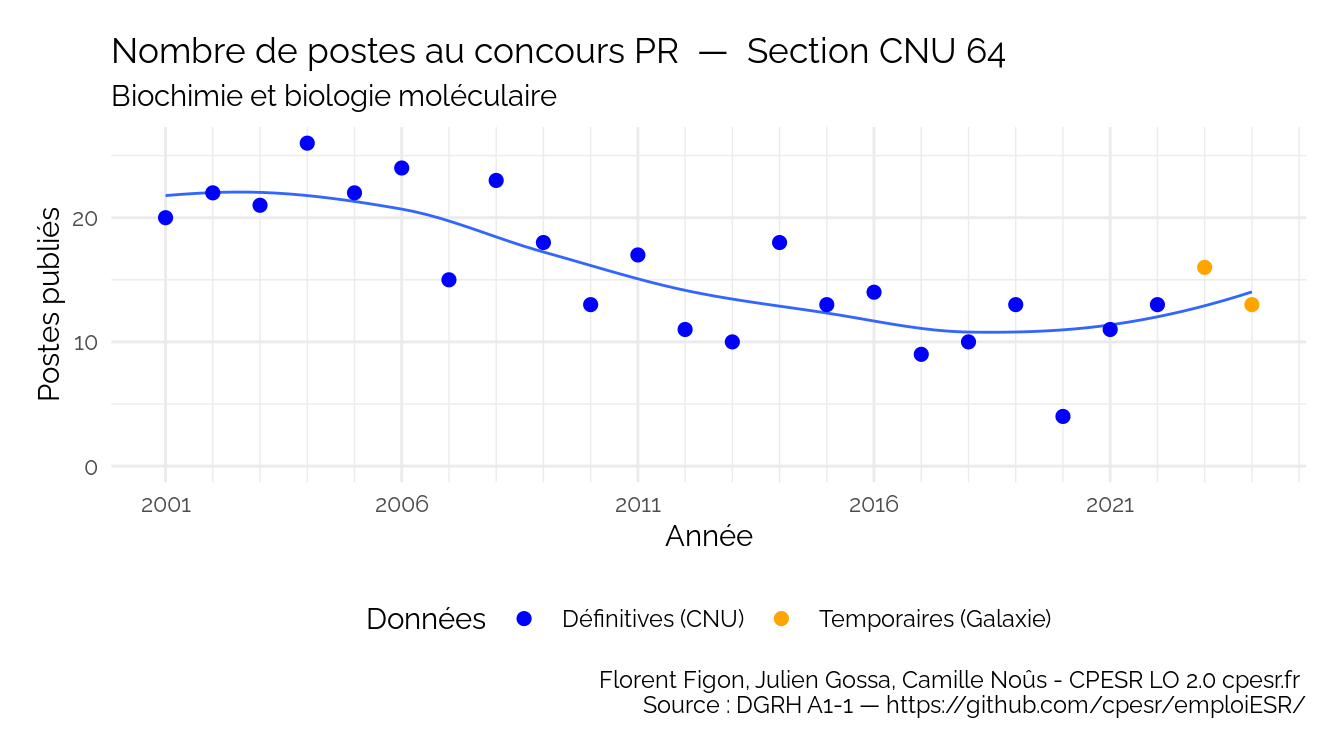 Nombre de postes au concours PR — Section CNU 64
Biochimie et biologie moléculaire
Postes publiés
20
10
0
2001 2006 2011 2016 2021
Année
Données Définitives (CNU) Temporaires (Galaxie)
Florent Figon, Julien Gossa, Camille Noûs - CPESR LO 2.0 cpesr.fr
Source : DGRH A1-1 — https://github.com/cpesr/emploiESR/